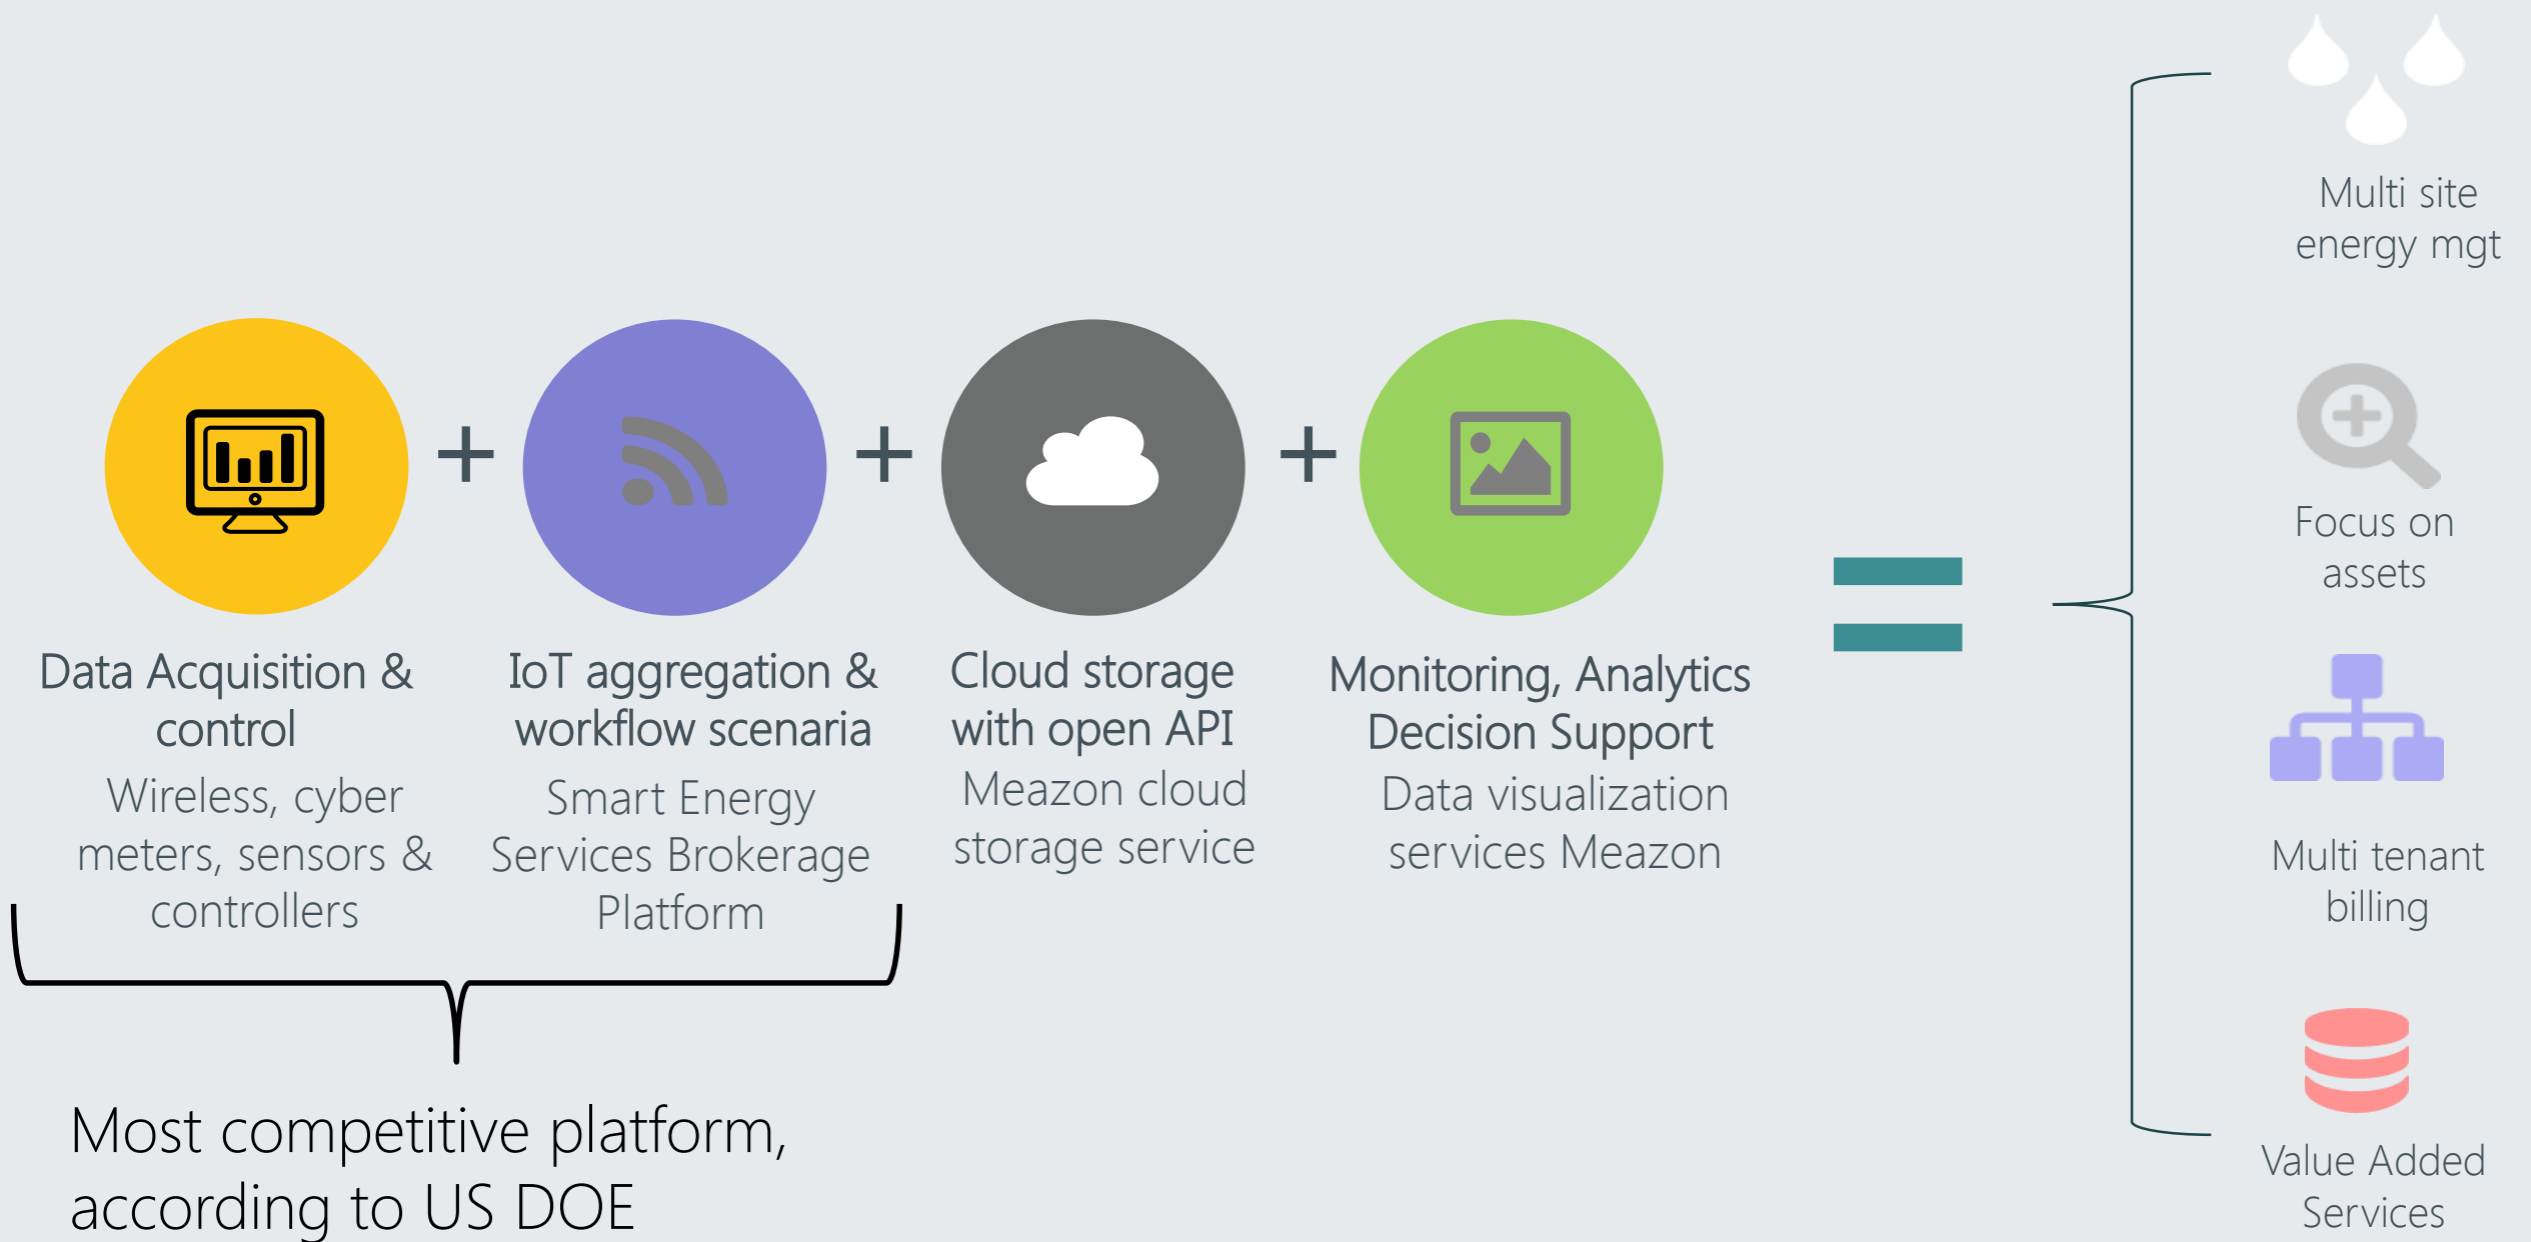 Data Acquisition &
control
Wireless, cyber
meters, sensors &
controllers
+
IoT aggregation &
workflow scenaria
Smart Energy
Services Brokerage
Platform
+
Cloud storage
with open API
Meazon cloud
storage service
+
Monitoring, Analytics
Decision Support
Data visualization
services Meazon
=
Multi site
energy mgt
Focus on
assets
Multi tenant
billing
Value Added
Services
Most competitive platform,
according to US DOE